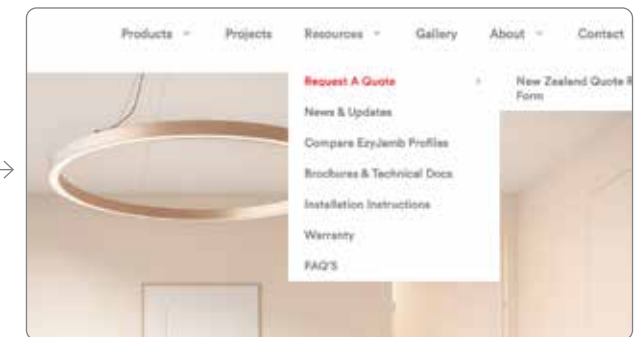 Products Projects Resources Gallery About Contact
Request A Quote
New Zealand Quote R
Form
News & Updates
Compare EzyJamb Profiles
Brochures & Technical Docs
Installation Instructions
Warranty
FAQ'S